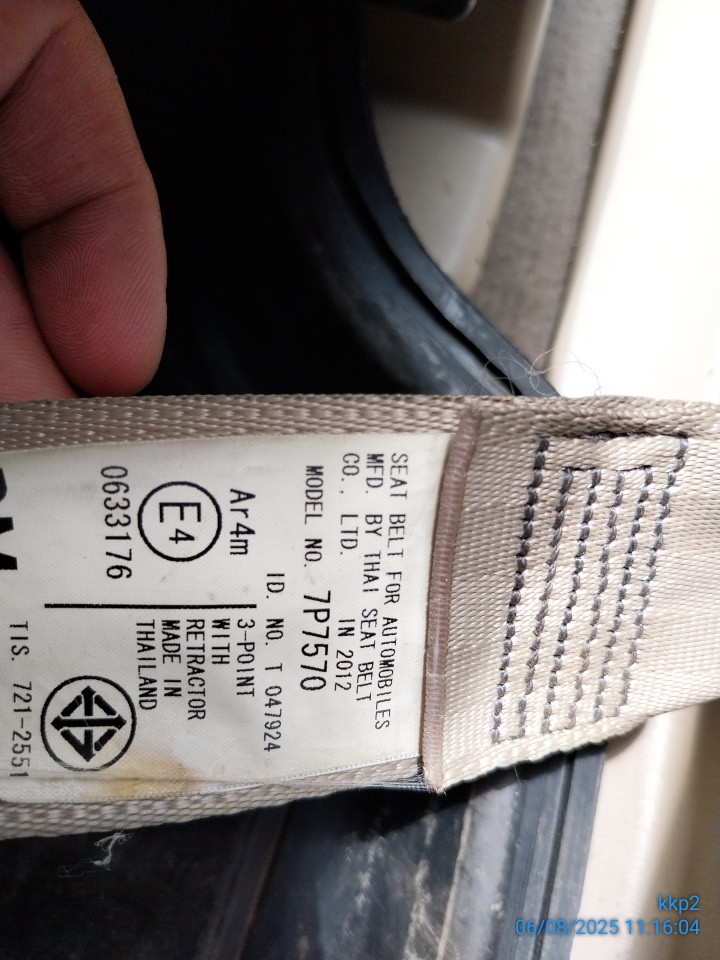 SEAT BELT FOR AUTOMOBILES
MFD. BY THAI SEAT BELT
CO., LTD. IN 2012
MODEL NO. 7P7570
ID. NO. T 047924
Ar4m
E4
0633176
3-POINT
WITH
RETRACTOR
MADE IN
THAILAND
TIS. 721-2551
kkp2
06/08/2025 11:16:04